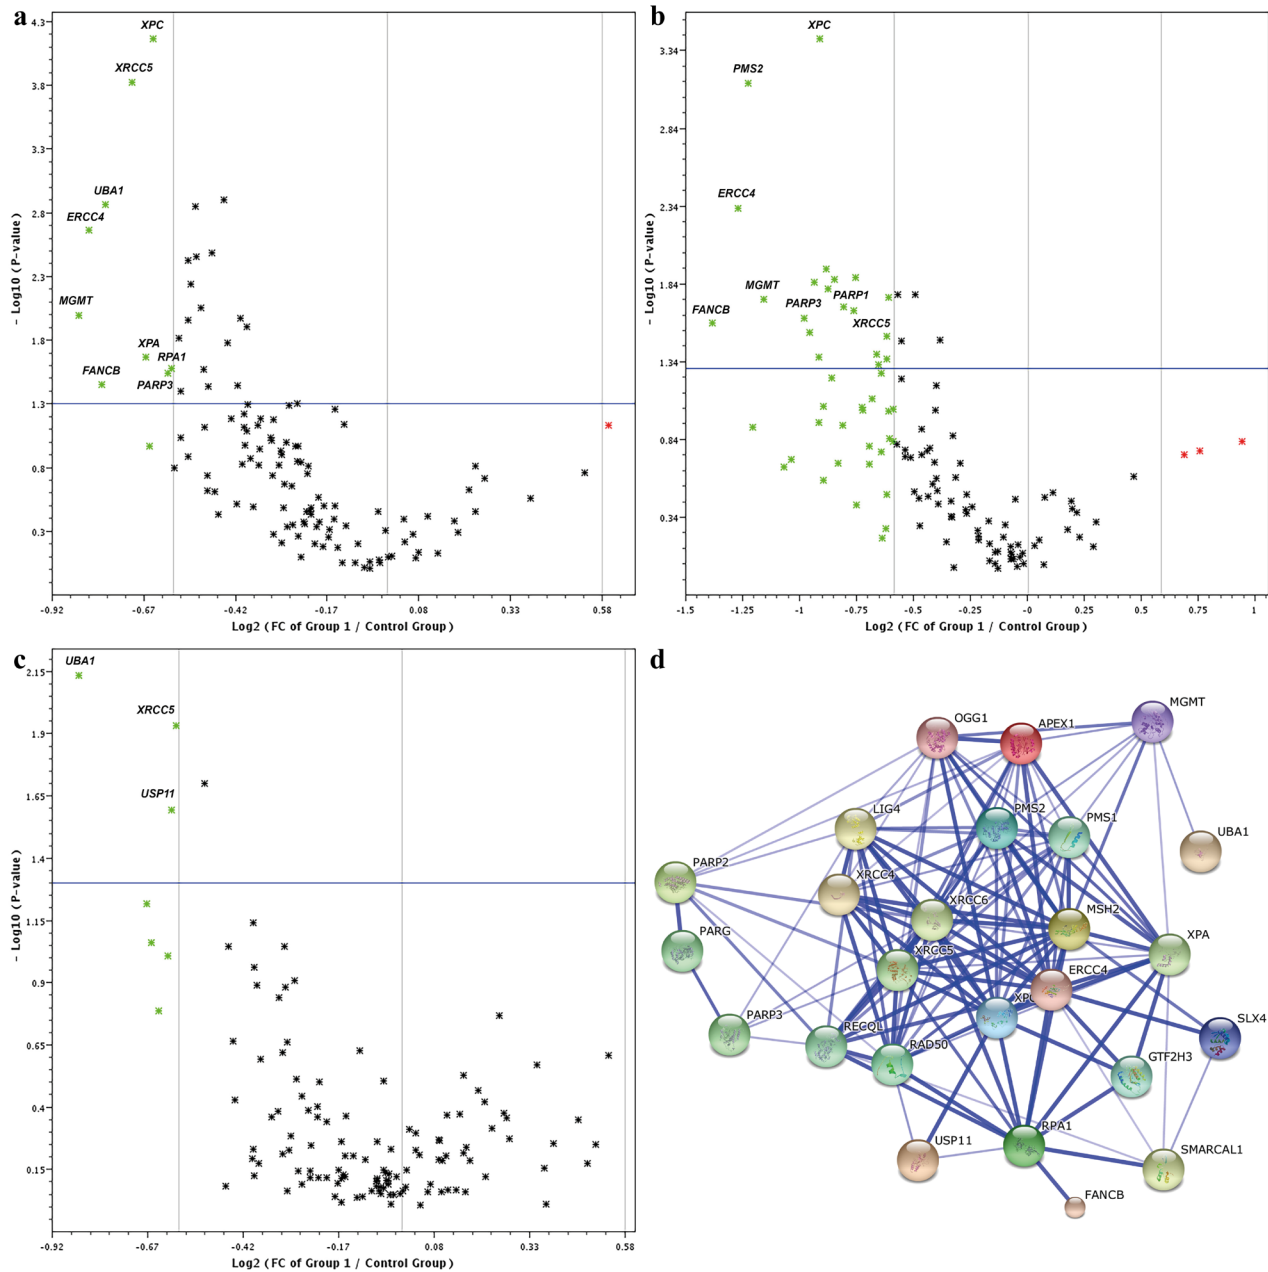 a
4.3
3.8
3.3
2.8
2.3
1.8
1.3
0.8
0.3
- Log10 (P-value)
XPC
XRCC5
UBA1
ERCC4
MGMT
XPA
RPA1
FANCB
PARP3
-0.92
-0.67
-0.42
-0.17
0.08
0.33
0.58
Log2 (FC of Group 1 / Control Group)
b
3.34
2.84
2.34
1.84
1.34
0.84
0.34
- Log10 (P-value)
XPC
PMS2
ERCC4
MGMT
PARP1
PARP3
FANCB
XRCC5
-1.5
-1.25
-1
-0.75
-0.5
-0.25
-0
0.25
0.5
0.75
1
Log2 (FC of Group 1 / Control Group)
c
2.15
1.9
1.65
1.4
1.15
0.9
0.65
0.4
0.15
- Log10 (P-value)
UBA1
XRCC5
USP11
-0.92
-0.67
-0.42
-0.17
0.08
0.33
0.58
Log2 (FC of Group 1 / Control Group)
d
MGMT
OGG1
APEX1
LIG4
PMS2
PMS1
UBA1
PARP2
XRCC4
XRCC6
MSH2
PARG
XPA
XRCC5
ERCC4
XPC
PARP3
RECQL
SLX4
RAD50
GTF2H3
RPA1
USP11
SMARCAL1
FANCB